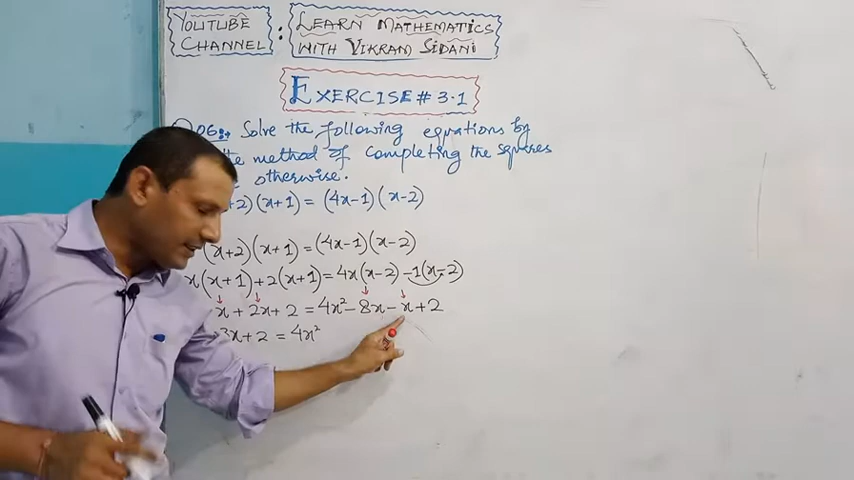 YOUTUBE CHANNEL : LEARN MATHEMATICS WITH VIKRAM SIDANI
EXERCISE # 3.1
Q06:- Solve the following equations by
the method of completing the squares
otherwise.
+2)(x+1) = (4x-1)(x-2)
(x+2)(x+1) = (4x-1)(x-2)
x(x+1)+2(x+1) = 4x(x-2)-1(x-2)
x + 2x + 2 = 4x²-8x-x+2
3x+2 = 4x²